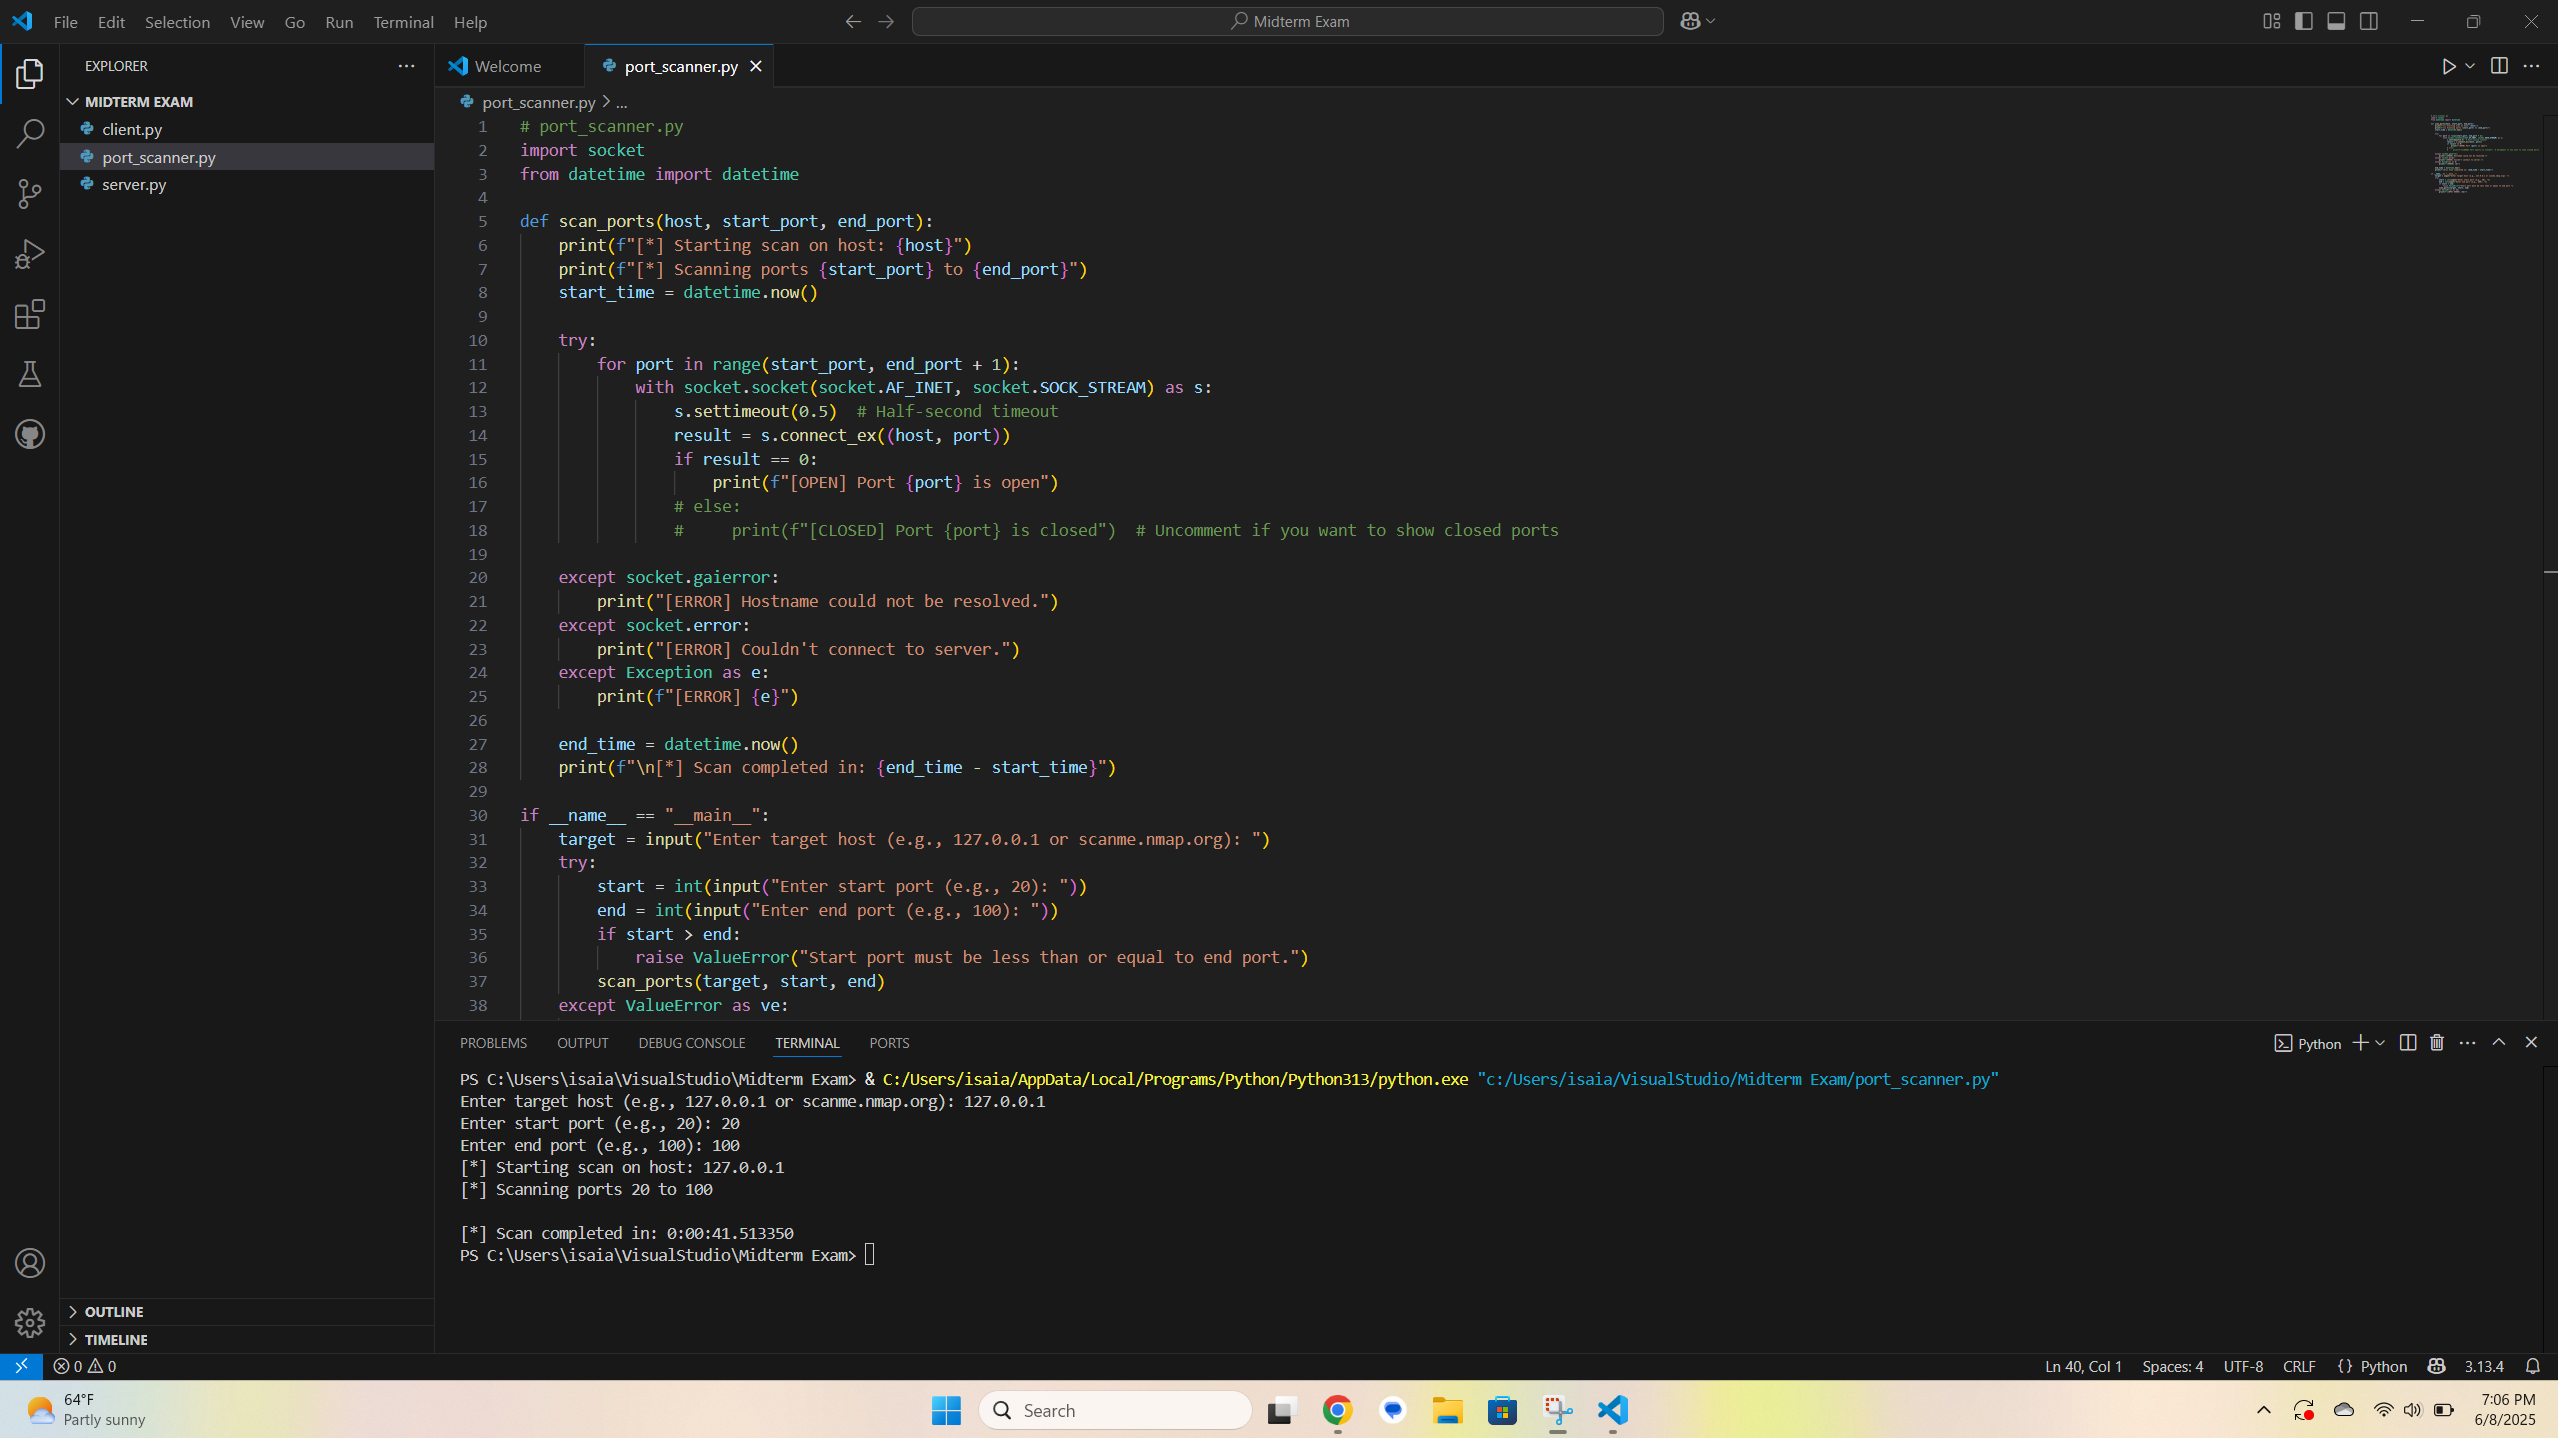 File Edit Selection View Go Run Terminal Help
Midterm Exam
EXPLORER
MIDTERM EXAM
client.py
port_scanner.py
server.py
Welcome
port_scanner.py
port_scanner.py > ...
1 # port_scanner.py
2 import socket
3 from datetime import datetime
4
5 def scan_ports(host, start_port, end_port):
6     print(f"[*] Starting scan on host: {host}")
7     print(f"[*] Scanning ports {start_port} to {end_port}")
8     start_time = datetime.now()
9
10     try:
11         for port in range(start_port, end_port + 1):
12             with socket.socket(socket.AF_INET, socket.SOCK_STREAM) as s:
13                 s.settimeout(0.5)  # Half-second timeout
14                 result = s.connect_ex((host, port))
15                 if result == 0:
16                     print(f"[OPEN] Port {port} is open")
17                 # else:
18                 #     print(f"[CLOSED] Port {port} is closed")  # Uncomment if you want to show closed ports
19
20     except socket.gaierror:
21         print("[ERROR] Hostname could not be resolved.")
22     except socket.error:
23         print("[ERROR] Couldn't connect to server.")
24     except Exception as e:
25         print(f"[ERROR] {e}")
26
27     end_time = datetime.now()
28     print(f"\n[*] Scan completed in: {end_time - start_time}")
29
30 if __name__ == "__main__":
31     target = input("Enter target host (e.g., 127.0.0.1 or scanme.nmap.org): ")
32     try:
33         start = int(input("Enter start port (e.g., 20): "))
34         end = int(input("Enter end port (e.g., 100): "))
35         if start > end:
36             raise ValueError("Start port must be less than or equal to end port.")
37         scan_ports(target, start, end)
38     except ValueError as ve:
PROBLEMS OUTPUT DEBUG CONSOLE TERMINAL PORTS
Python
PS C:\Users\isaia\VisualStudio\Midterm Exam> & C:/Users/isaia/AppData/Local/Programs/Python/Python313/python.exe "c:/Users/isaia/VisualStudio/Midterm Exam/port_scanner.py"
Enter target host (e.g., 127.0.0.1 or scanme.nmap.org): 127.0.0.1
Enter start port (e.g., 20): 20
Enter end port (e.g., 100): 100
[*] Starting scan on host: 127.0.0.1
[*] Scanning ports 20 to 100
[*] Scan completed in: 0:00:41.513350
PS C:\Users\isaia\VisualStudio\Midterm Exam>
OUTLINE
TIMELINE
0 0
Ln 40, Col 1 Spaces: 4 UTF-8 CRLF {} Python 3.13.4
64°F
Partly sunny
Search
7:06 PM
6/8/2025